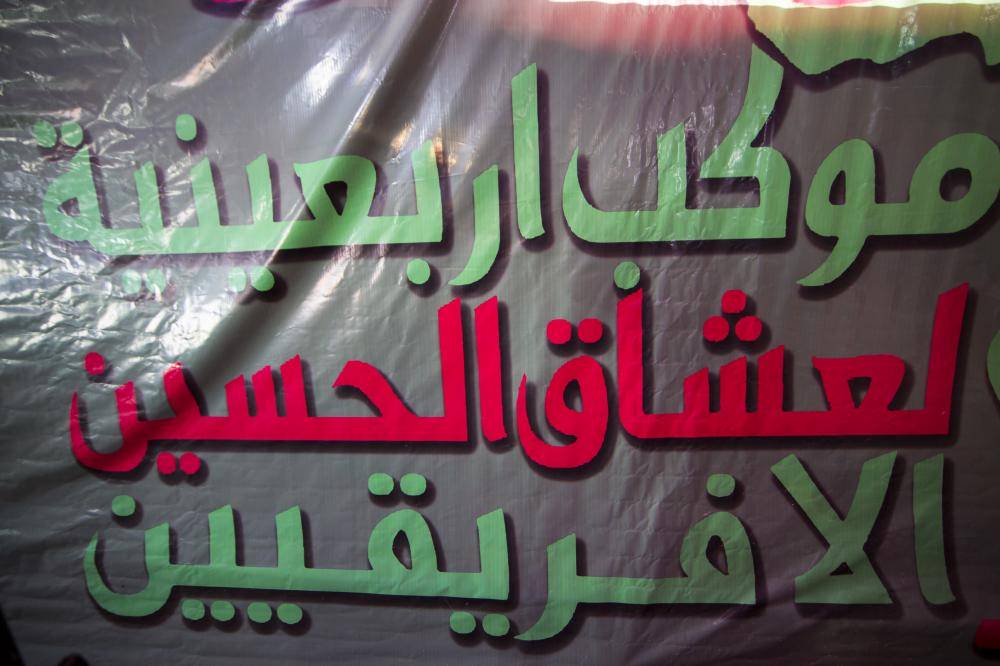 موكب اربعينية
لعشاق الحسين
الافريقيين